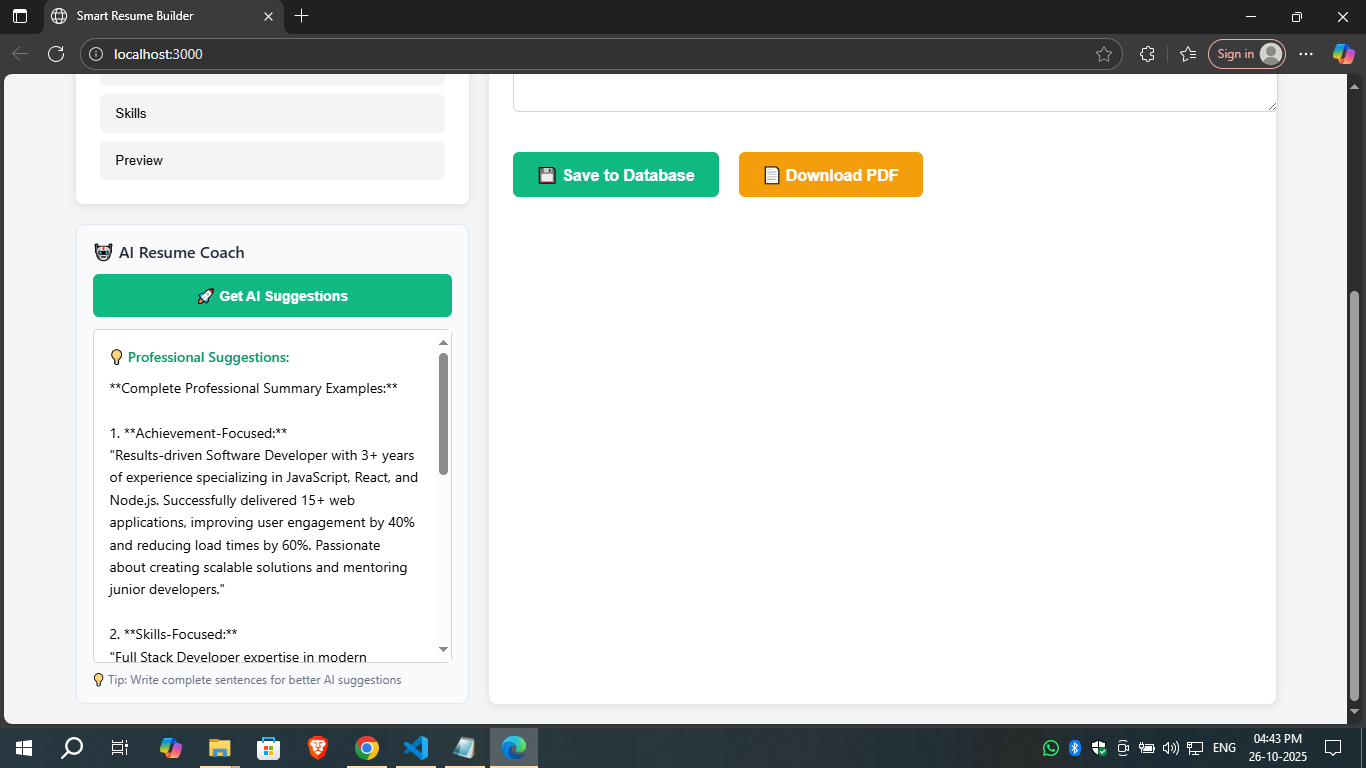 Smart Resume Builder
localhost:3000
Sign in
Skills
Preview
AI Resume Coach
Get AI Suggestions
Professional Suggestions:
**Complete Professional Summary Examples:**
1. **Achievement-Focused:**
"Results-driven Software Developer with 3+ years
of experience specializing in JavaScript, React, and
Node.js. Successfully delivered 15+ web
applications, improving user engagement by 40%
and reducing load times by 60%. Passionate
about creating scalable solutions and mentoring
junior developers."
2. **Skills-Focused:**
"Full Stack Developer expertise in modern
Tip: Write complete sentences for better AI suggestions
Save to Database
Download PDF
ENG
04:43 PM
26-10-2025